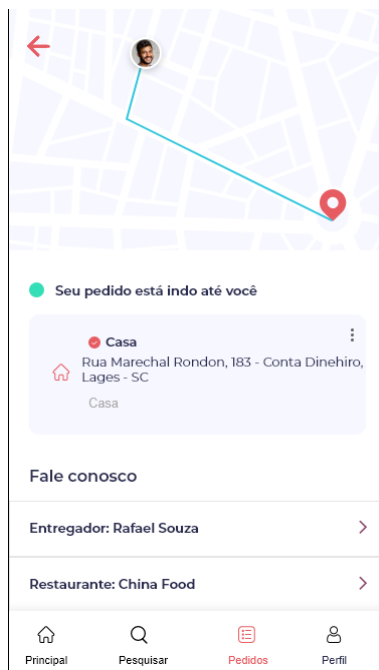 Seu pedido está indo até você
Casa
Rua Marechal Rondon, 183 - Conta Dinehiro,
Lages - SC
Casa
Fale conosco
Entregador: Rafael Souza
Restaurante: China Food
Principal
Pesquisar
Pedidos
Perfil